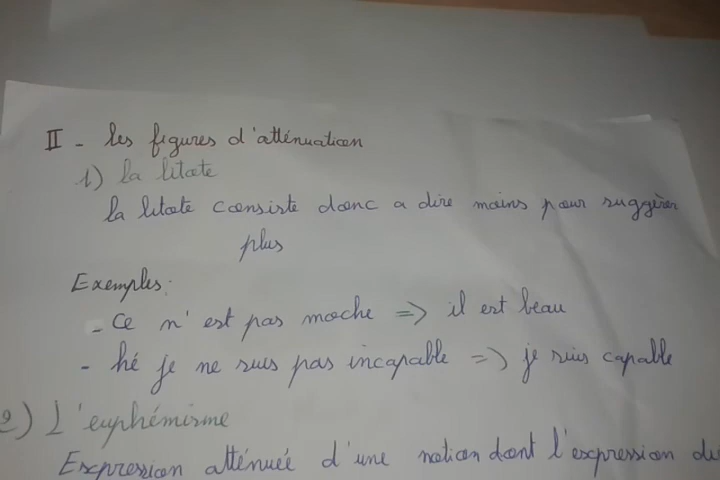 II - les figures d'atténuation
1) la litote
la litote consiste donc a dire moins pour suggérer
plus
Exemples:
- ce n'est pas moche => il est beau
- hé je ne suis pas incapable => je suis capable
2) L'euphémisme
Expression atténuée d'une notion dont l'expression di